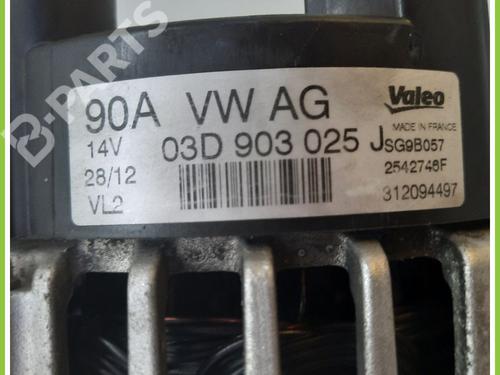 B-PARTS
90A VW AG
Valeo
MADE IN FRANCE
14V 03D 903 025 J SG9B057
28/12 2542746F
VL2 312094497